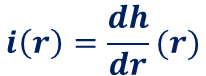 i(r) = dh/dr (r)